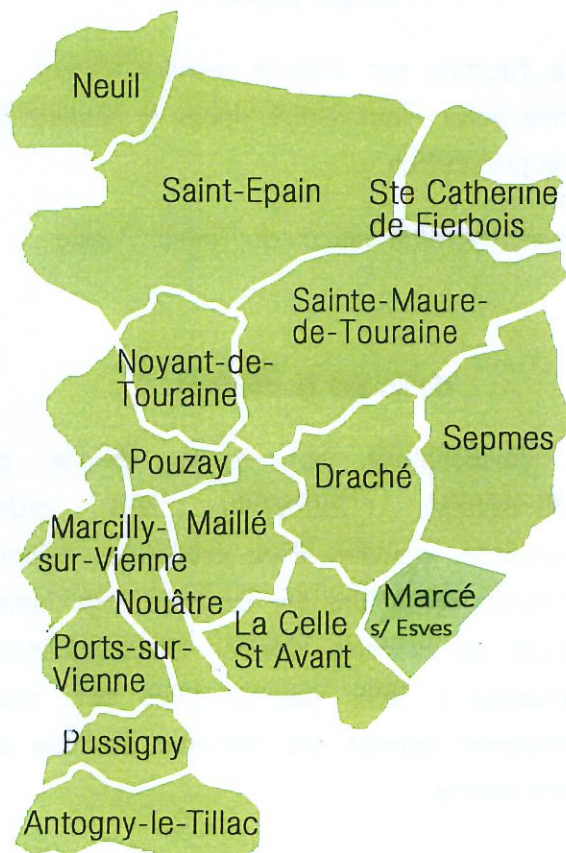 Neuil
Saint-Epain
Ste Catherine
de Fierbois
Sainte-Maure-
de-Touraine
Noyant-de-
Touraine
Sepmes
Pouzay
Draché
Marcilly-
sur-Vienne
Maillé
Nouâtre
Marcé
s/ Esves
La Celle
St Avant
Ports-sur-
Vienne
Pussigny
Antogny-le-Tillac